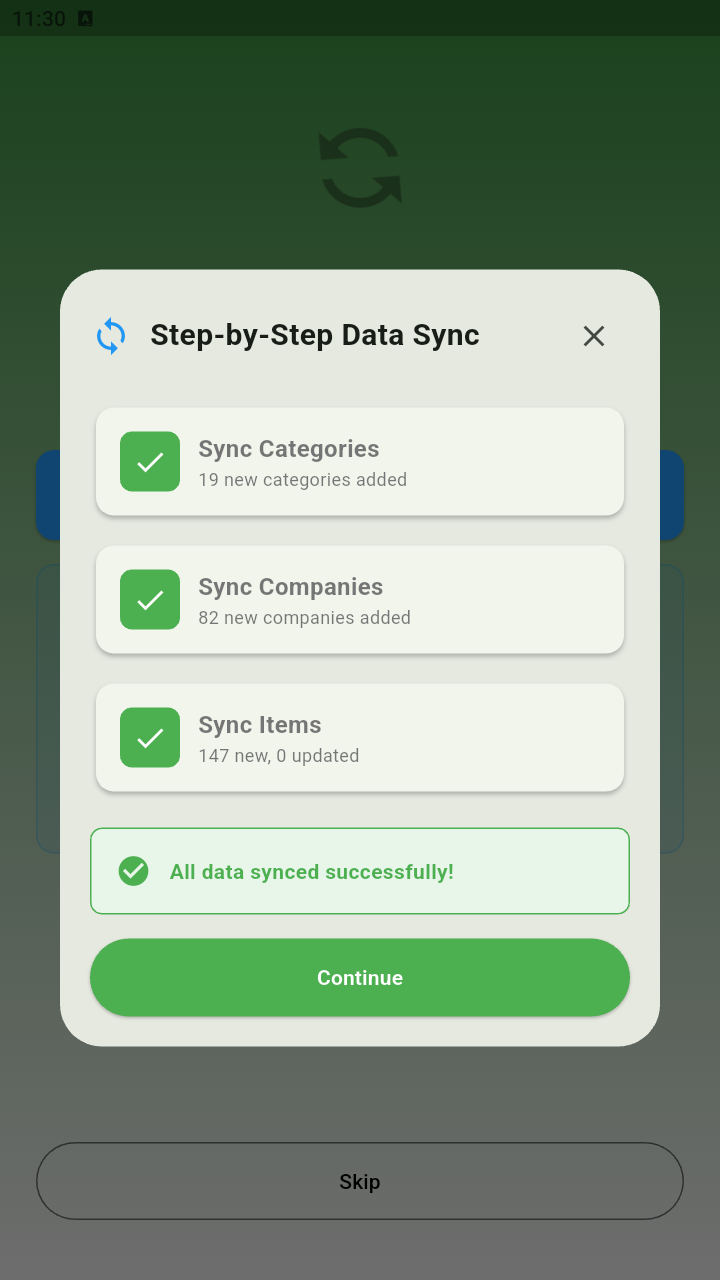 11:30
Step-by-Step Data Sync
Sync Categories
19 new categories added
Sync Companies
82 new companies added
Sync Items
147 new, 0 updated
All data synced successfully!
Continue
Skip